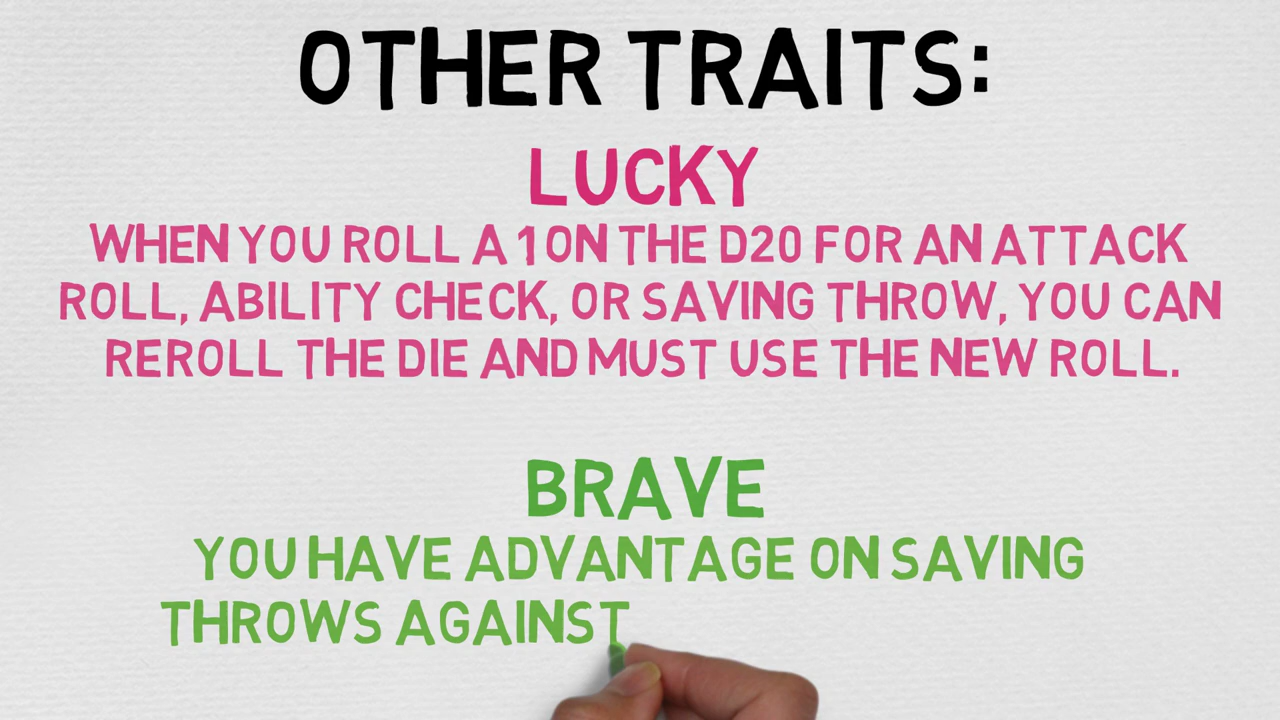 OTHER TRAITS:
LUCKY
WHEN YOU ROLL A 1 ON THE D20 FOR AN ATTACK
ROLL, ABILITY CHECK, OR SAVING THROW, YOU CAN
REROLL THE DIE AND MUST USE THE NEW ROLL.
BRAVE
YOU HAVE ADVANTAGE ON SAVING
THROWS AGAINST